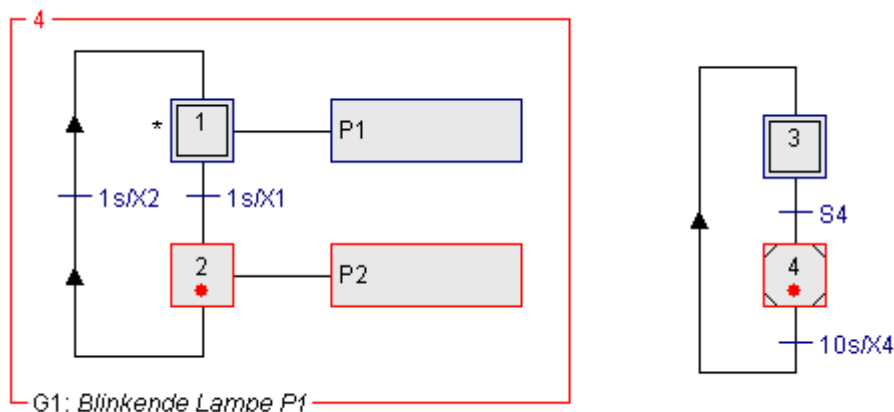 4
* 1 P1
1s/X2 1s/X1
2 P2
G1: Blinkende Lampe P1
3
S4
4
10s/X4